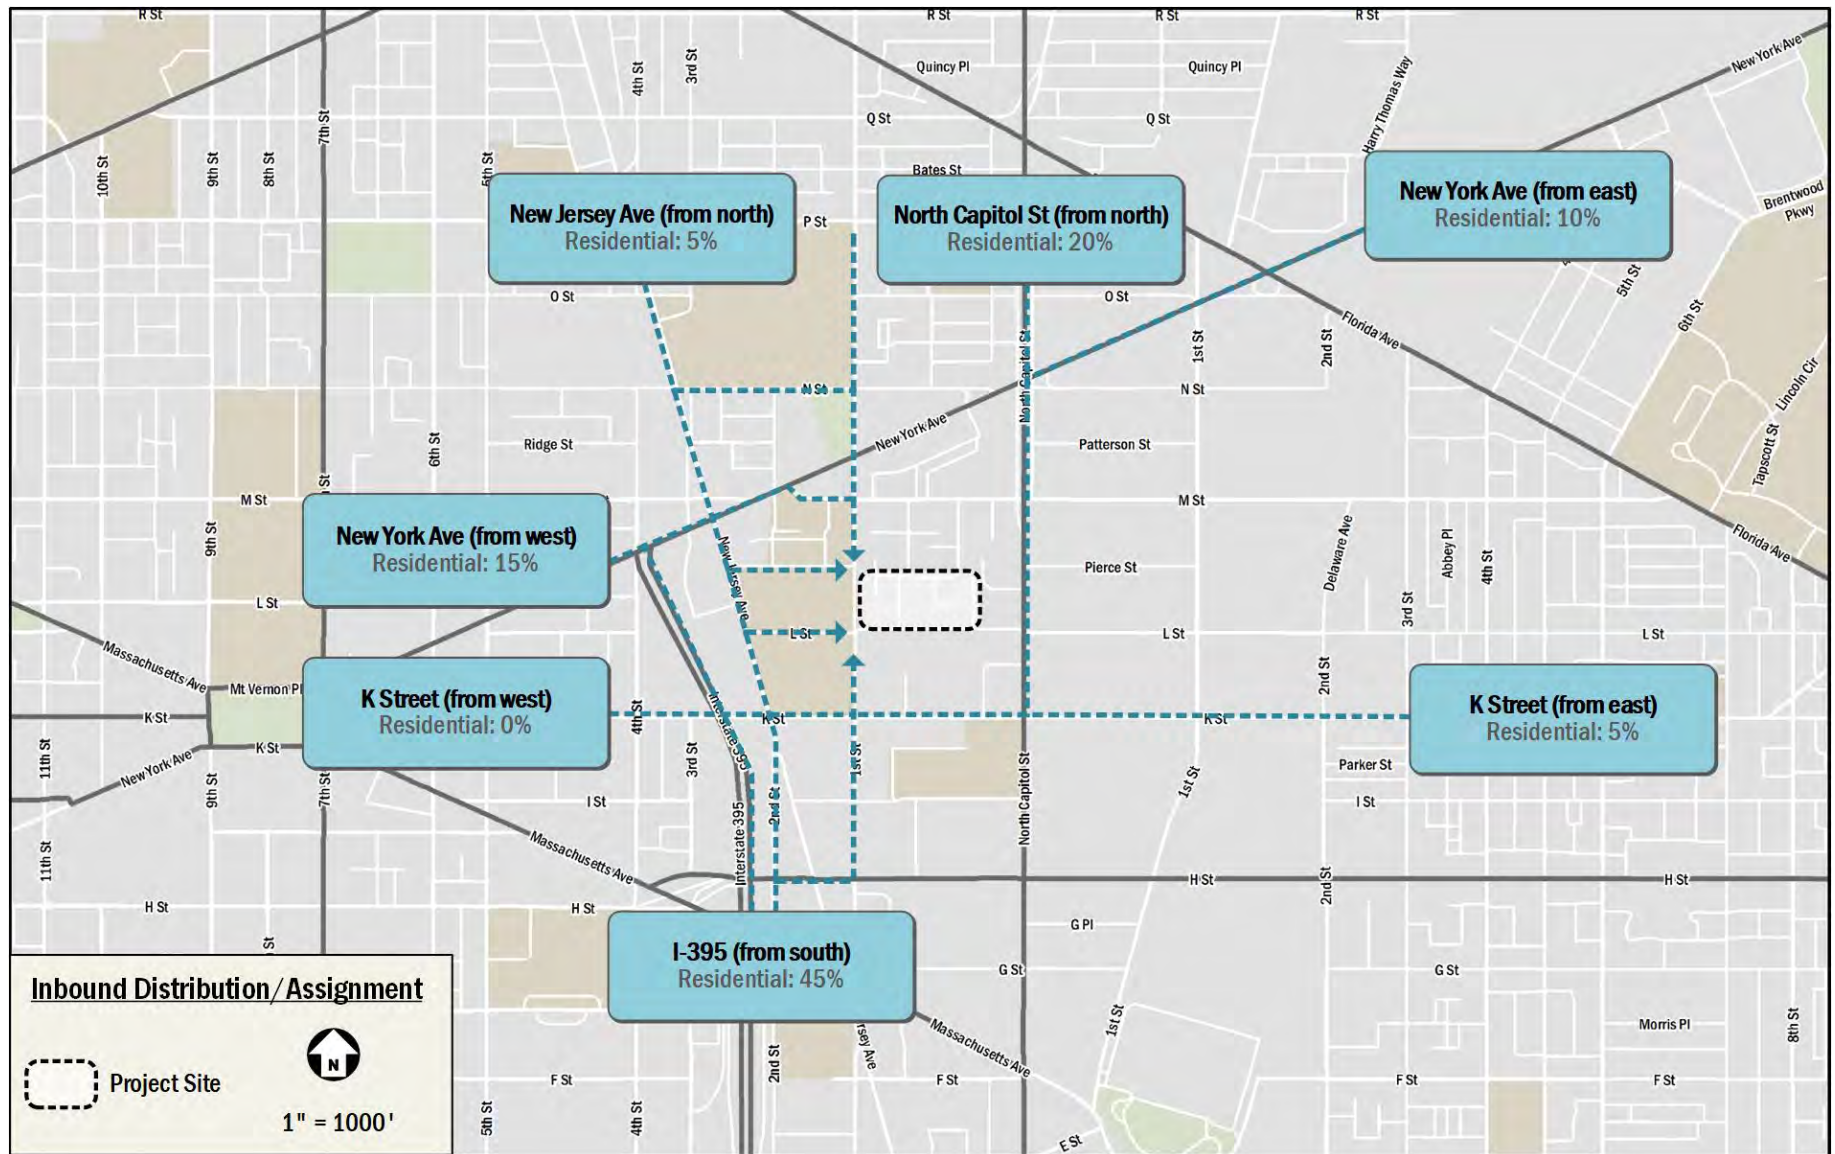 R St
R St
R St
R St
New York Ave
Quincy Pl
Quincy Pl
4th St
3rd St
7th St
Q St
Q St
Harry Thomas Way
10th St
9th St
8th St
Bates St
New Jersey Ave (from north)
Residential: 5%
P St
North Capitol St (from north)
Residential: 20%
New York Ave (from east)
Residential: 10%
Brentwood
Pkwy
O St
O St
5th St
6th St
Florida Ave
North Capitol St
1st St
2nd St
N St
N St
Lincoln Cir
Tapscott St
Ridge St
6th St
New York Ave
Patterson St
M St
M St
New York Ave (from west)
Residential: 15%
9th St
New Jersey Ave
Pierce St
Delaware Ave
Abbey Pl
4th St
3rd St
Florida Ave
L St
L St
L St
L St
Massachusetts Ave
Mt Vernon Pl
K Street (from west)
Residential: 0%
2nd St
K Street (from east)
Residential: 5%
K St
K St
K St
K St
4th St
Interstate 395
11th St
New York Ave
9th St
7th St
3rd St
1st St
1st St
Parker St
I St
I St
2nd St
Interstate 395
North Capitol St
11th St
Massachusetts Ave
H St
H St
H St
H St
2nd St
G Pl
I-395 (from south)
Residential: 45%
G St
G St
Inbound Distribution/Assignment
N
Project Site
1" = 1000'
Massachusetts Ave
1st St
Morris Pl
8th St
2nd St
F St
F St
F St
F St
5th St
4th St
E St